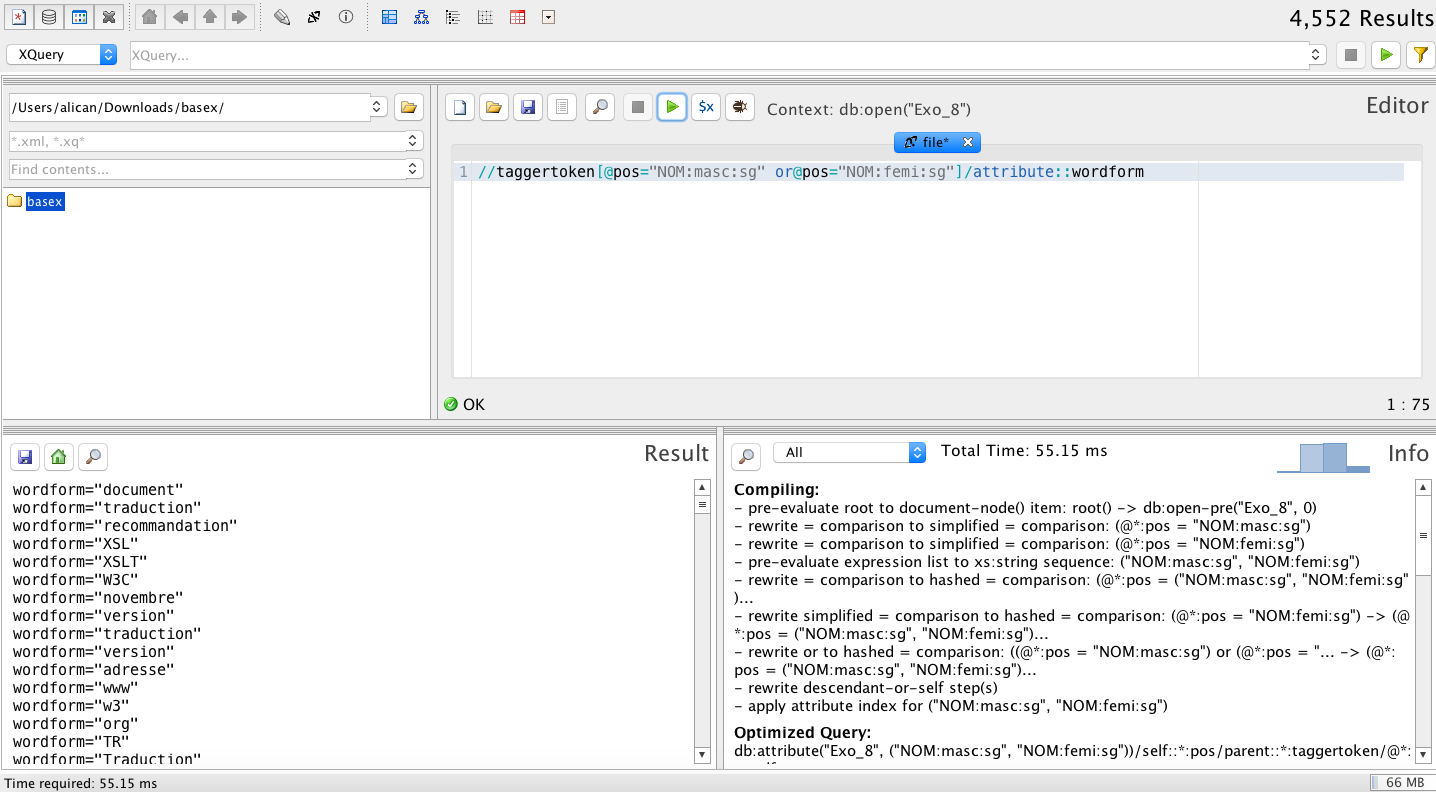 4,552 Results
XQuery
XQuery...
/Users/alican/Downloads/basex/
*.xml, *.xq*
Find contents...
basex
$x
Context: db:open("Exo_8")
Editor
file*
1 //taggertoken[@pos="NOM:masc:sg" or@pos="NOM:femi:sg"]/attribute::wordform
OK
1 : 75
Result
wordform="document"
wordform="traduction"
wordform="recommandation"
wordform="XSL"
wordform="XSLT"
wordform="W3C"
wordform="novembre"
wordform="version"
wordform="traduction"
wordform="version"
wordform="adresse"
wordform="www"
wordform="w3"
wordform="org"
wordform="TR"
wordform="Traduction"
All
Total Time: 55.15 ms
Info
Compiling:
- pre-evaluate root to document-node() item: root() -> db:open-pre("Exo_8", 0)
- rewrite = comparison to simplified = comparison: (@*:pos = "NOM:masc:sg")
- rewrite = comparison to simplified = comparison: (@*:pos = "NOM:femi:sg")
- pre-evaluate expression list to xs:string sequence: ("NOM:masc:sg", "NOM:femi:sg")
- rewrite = comparison to hashed = comparison: (@*:pos = ("NOM:masc:sg", "NOM:femi:sg"
)...
- rewrite simplified = comparison to hashed = comparison: (@*:pos = "NOM:femi:sg") -> (@
*:pos = ("NOM:masc:sg", "NOM:femi:sg")...
- rewrite or to hashed = comparison: ((@*:pos = "NOM:masc:sg") or (@*:pos = "... -> (@*:
pos = ("NOM:masc:sg", "NOM:femi:sg")...
- rewrite descendant-or-self step(s)
- apply attribute index for ("NOM:masc:sg", "NOM:femi:sg")
Optimized Query:
db:attribute("Exo_8", ("NOM:masc:sg", "NOM:femi:sg"))/self::*:pos/parent::*:taggertoken/@*:
Time required: 55.15 ms
66 MB